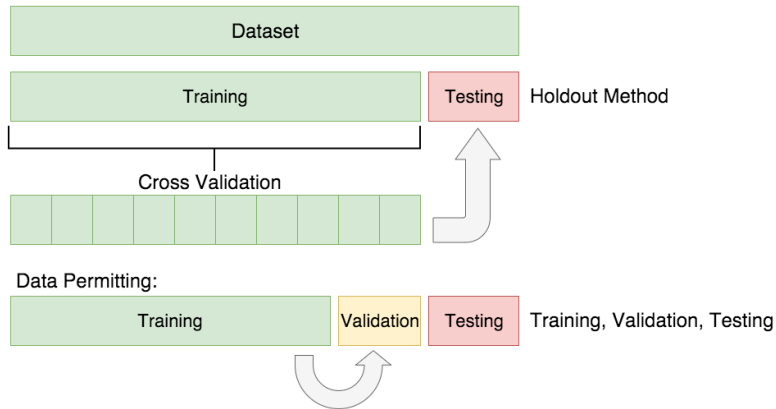 Dataset
Training Testing Holdout Method
Cross Validation
Data Permitting:
Training Validation Testing Training, Validation, Testing